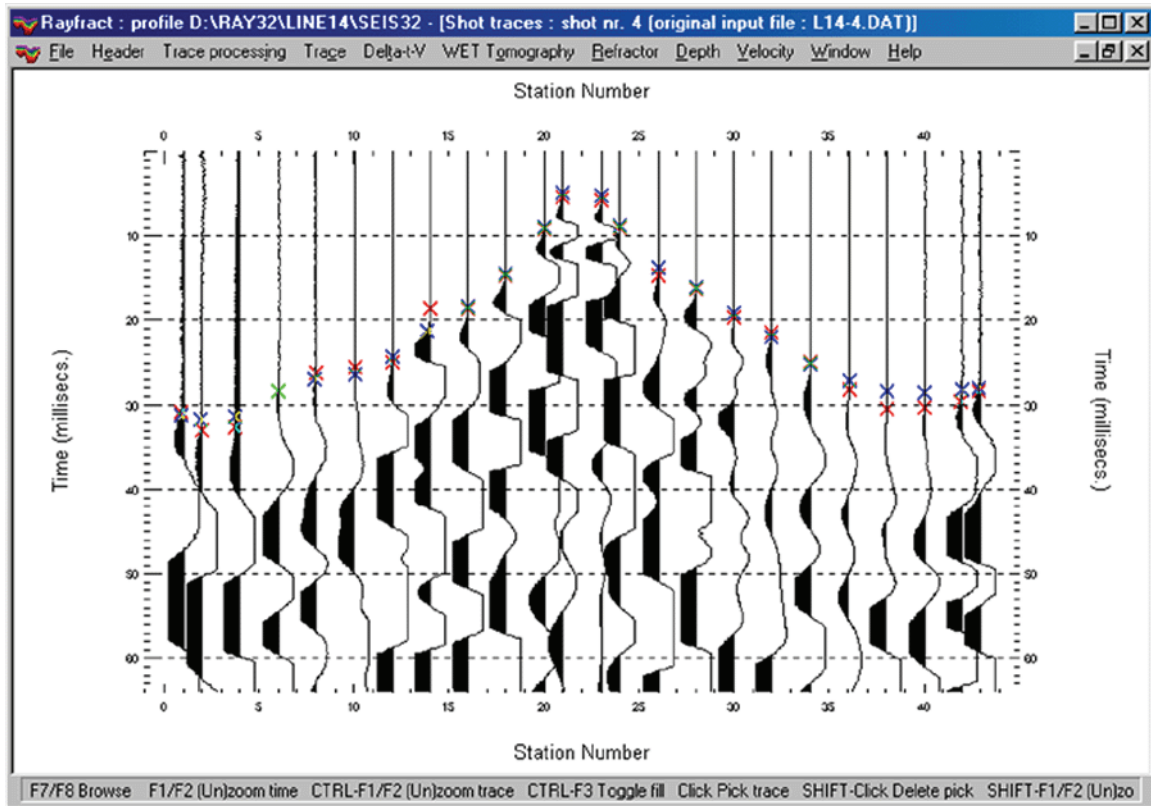 Rayfract : profile D:\RAY32\LINE14\SEIS32 - [Shot traces : shot nr. 4 (original input file : L14-4.DAT)]
File Header Trace processing Trace Delta-t-V WET Tomography Refractor Depth Velocity Window Help
Station Number
0 5 10 15 20 25 30 35 40
10 10
20 20
30 30
40 40
50 50
60 60
Time (millisecs.)
Time (millisecs.)
0 5 10 15 20 25 30 35 40
Station Number
F7/F8 Browse F1/F2 (Un)zoom time CTRL-F1/F2 (Un)zoom trace CTRL-F3 Toggle fill Click Pick trace SHIFT-Click Delete pick SHIFT-F1/F2 (Un)zo